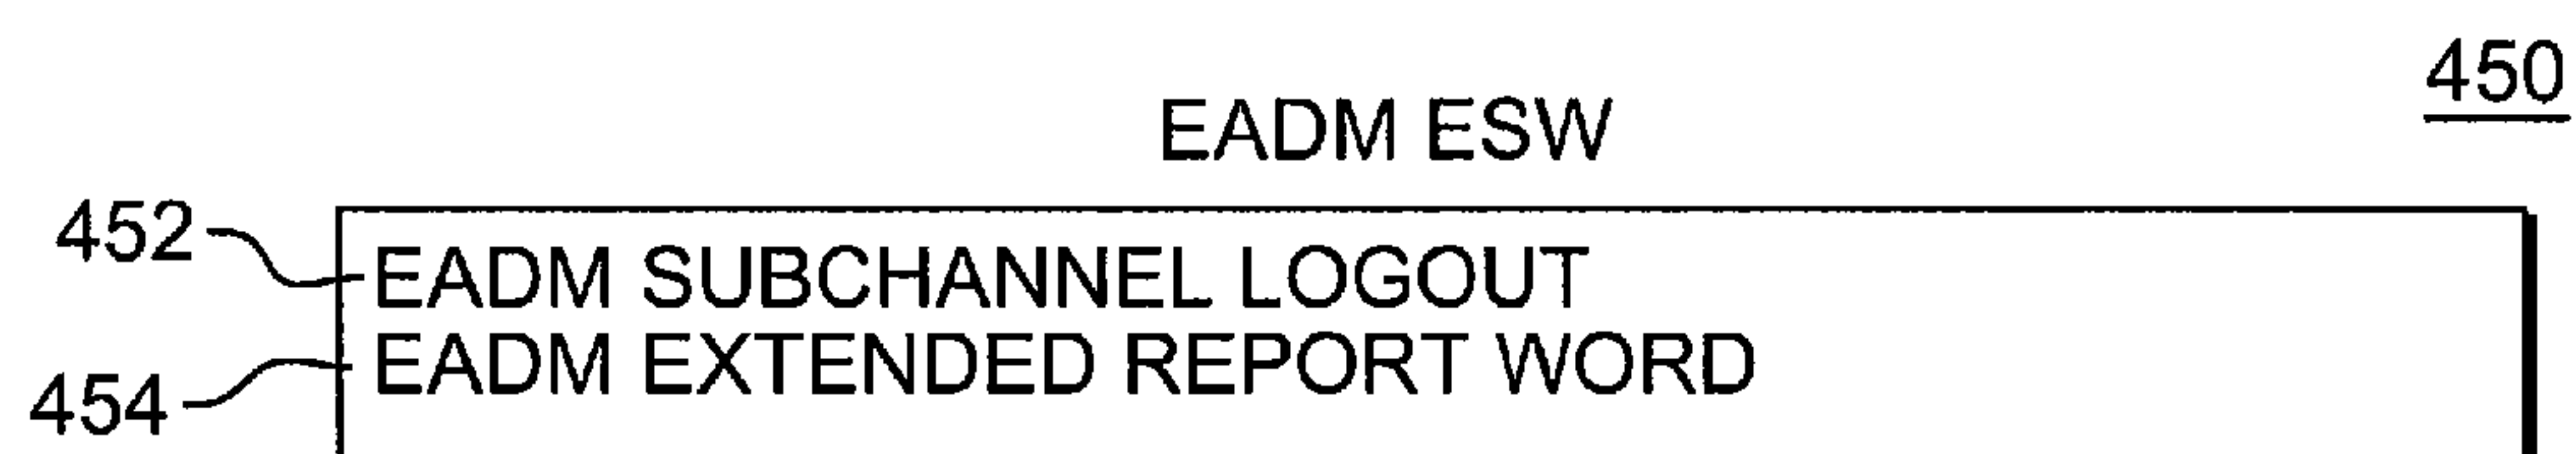 450
EADM ESW
452
EADM SUBCHANNEL LOGOUT
EADM EXTENDED REPORT WORD
454